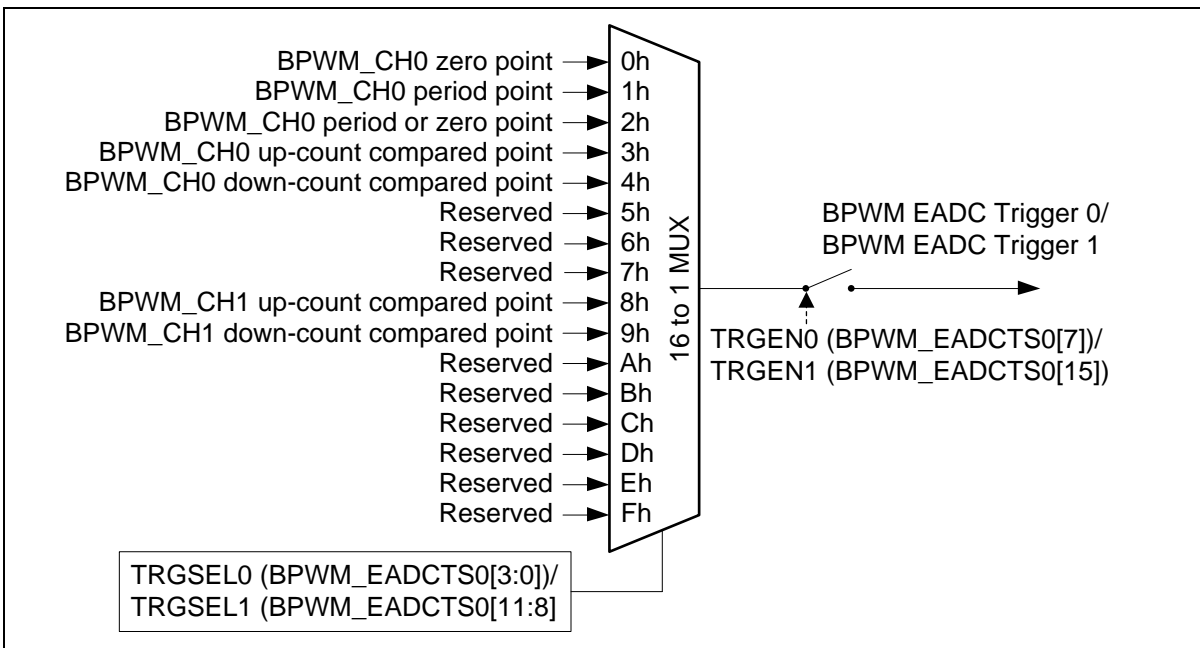 BPWM_CH0 zero point 0h
BPWM_CH0 period point 1h
BPWM_CH0 period or zero point 2h
BPWM_CH0 up-count compared point 3h
BPWM_CH0 down-count compared point 4h
Reserved 5h
Reserved 6h
Reserved 7h
BPWM_CH1 up-count compared point 8h
BPWM_CH1 down-count compared point 9h
Reserved Ah
Reserved Bh
Reserved Ch
Reserved Dh
Reserved Eh
Reserved Fh
16 to 1 MUX
BPWM EADC Trigger 0/
BPWM EADC Trigger 1
TRGEN0 (BPWM_EADCTS0[7])/
TRGEN1 (BPWM_EADCTS0[15])
TRGSEL0 (BPWM_EADCTS0[3:0])/
TRGSEL1 (BPWM_EADCTS0[11:8]